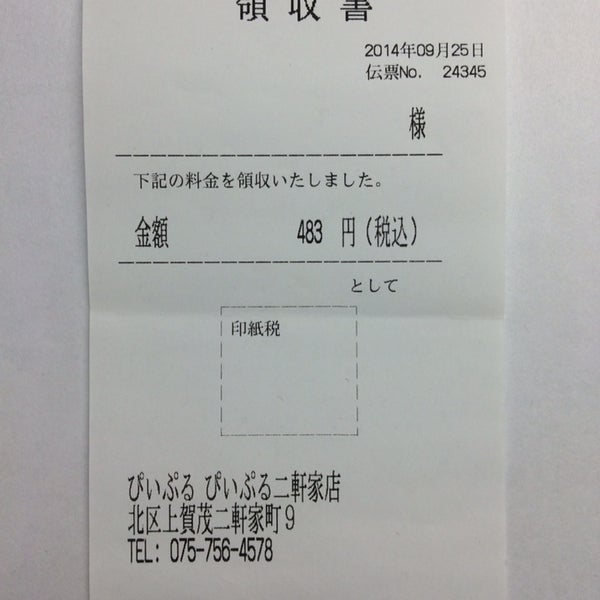 領収書
2014年09月25日
伝票No. 24345
様
下記の料金を領収いたしました。
金額 483 円(税込)
として
印紙税
ぴいぷる ぴいぷる二軒家店
北区上賀茂二軒家町9
TEL: 075-756-4578